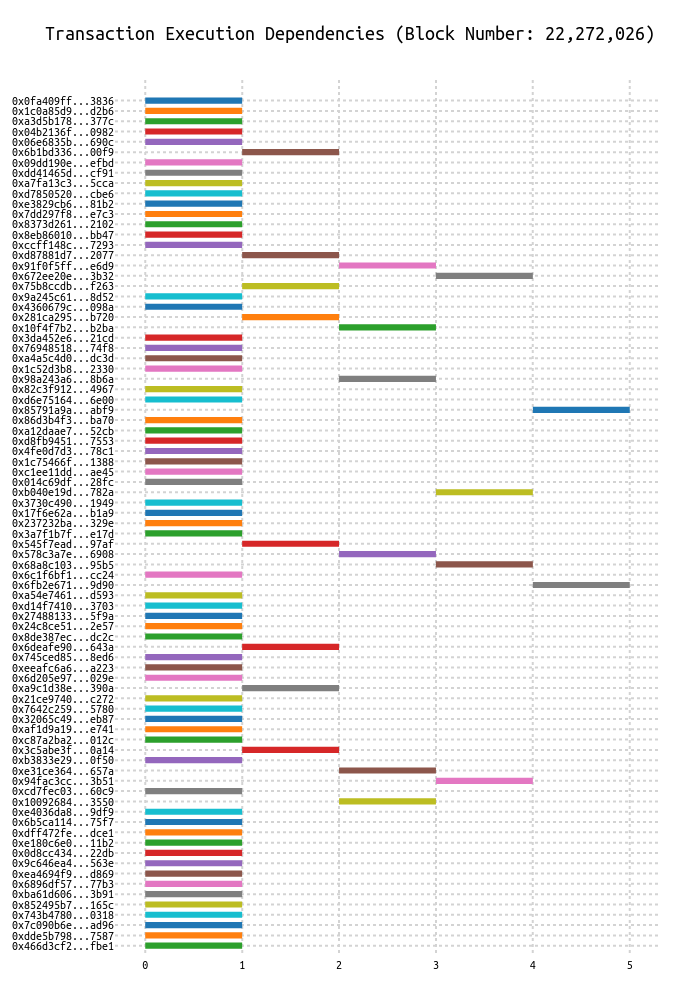 Transaction Execution Dependencies (Block Number: 22,272,026)
0x0fa409ff...3836
0x1c0a85d9...d2b6
0xa3d5b178...377c
0x04b2136f...0982
0x06e6835b...690c
0x6b1bd336...00f9
0x09dd190e...efbd
0xdd41465d...cf91
0xa7fa13c3...5cca
0xd7850520...cbe6
0xe3829cb6...81b2
0x7dd297f8...e7c3
0x8373d261...2102
0x8eb86010...bb47
0xccff148c...7293
0xd87881d7...2077
0x91f0f5ff...e6d9
0x672ee20e...3b32
0x75b8ccdb...f263
0x9a245c61...8d52
0x4360679c...098a
0x281ca295...b720
0x10f4f7b2...b2ba
0x3da452e6...21cd
0x76948518...74f8
0xa4a5c4d0...dc3d
0x1c52d3b8...2330
0x98a243a6...8b6a
0x82c3f912...4967
0xd6e75164...6e00
0x85791a9a...abf9
0x86d3b4f3...ba70
0xa12daae7...52cb
0xd8fb9451...7553
0x4fe0d7d3...78c1
0x1c75466f...1388
0xc1ee11dd...ae45
0x014c69df...28fc
0xb040e19d...782a
0x3730c490...1949
0x17f6e62a...b1a9
0x237232ba...329e
0x3a7f1b7f...e17d
0x545f7ead...97af
0x578c3a7e...6908
0x68a8c103...95b5
0x6c1f6bf1...cc24
0x6fb2e671...9d90
0xa54e7461...d593
0xd14f7410...3703
0x27488133...5f9a
0x24c8ce51...2e57
0x8de387ec...dc2c
0x6deafe90...643a
0x745ced85...8ed6
0xeeafc6a6...a223
0x6d205e97...029e
0xa9c1d38e...390a
0x21ce9740...c272
0x7642c259...5780
0x32065c49...eb87
0xaf1d9a19...e741
0xc87a2ba2...012c
0x3c5abe3f...0a14
0xb3833e29...0f50
0xe31ce364...657a
0x94fac3cc...3b51
0xcd7fec03...60c9
0x10092684...3550
0xe4036da8...9df9
0x6b5ca114...75f7
0xdff472fe...dce1
0xe180c6e0...11b2
0x0d8cc434...22db
0x9c646ea4...563e
0xea4694f9...d869
0x6896df57...77b3
0xba61d606...3b91
0x852495b7...165c
0x743b4780...0318
0x7c090b6e...ad96
0xdde5b798...7587
0x466d3cf2...fbe1
0 1 2 3 4 5